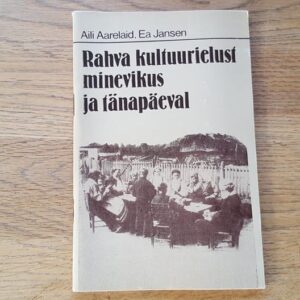 Aili Aarelaid, Ea Jansen
Rahva kultuurielust
minevikus
ja tänapäeval